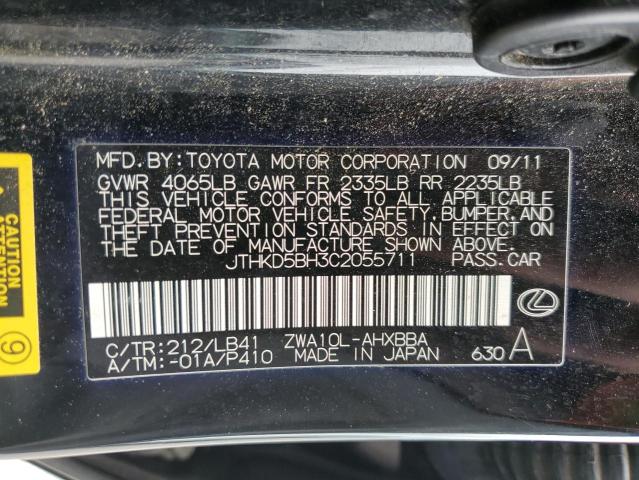 MFD. BY: TOYOTA MOTOR CORPORATION 09/11
GVWR 4065LB GAWR FR 2335LB RR 2235LB
THIS VEHICLE CONFORMS TO ALL APPLICABLE
FEDERAL MOTOR VEHICLE SAFETY, BUMPER, AND
THEFT PREVENTION STANDARDS IN EFFECT ON
THE DATE OF MANUFACTURE SHOWN ABOVE.
JTHKD5BH3C2055711 PASS. CAR
C/TR: 212/LB41 ZWA10L-AHXBBA
A/TM: -01A/P410 MADE IN JAPAN 630 A
ATTENTION
9